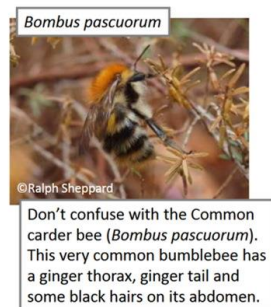 Bombus pascuorum
©Ralph Sheppard
Don’t confuse with the Common
carder bee (Bombus pascuorum).
This very common bumblebee has
a ginger thorax, ginger tail and
some black hairs on its abdomen.